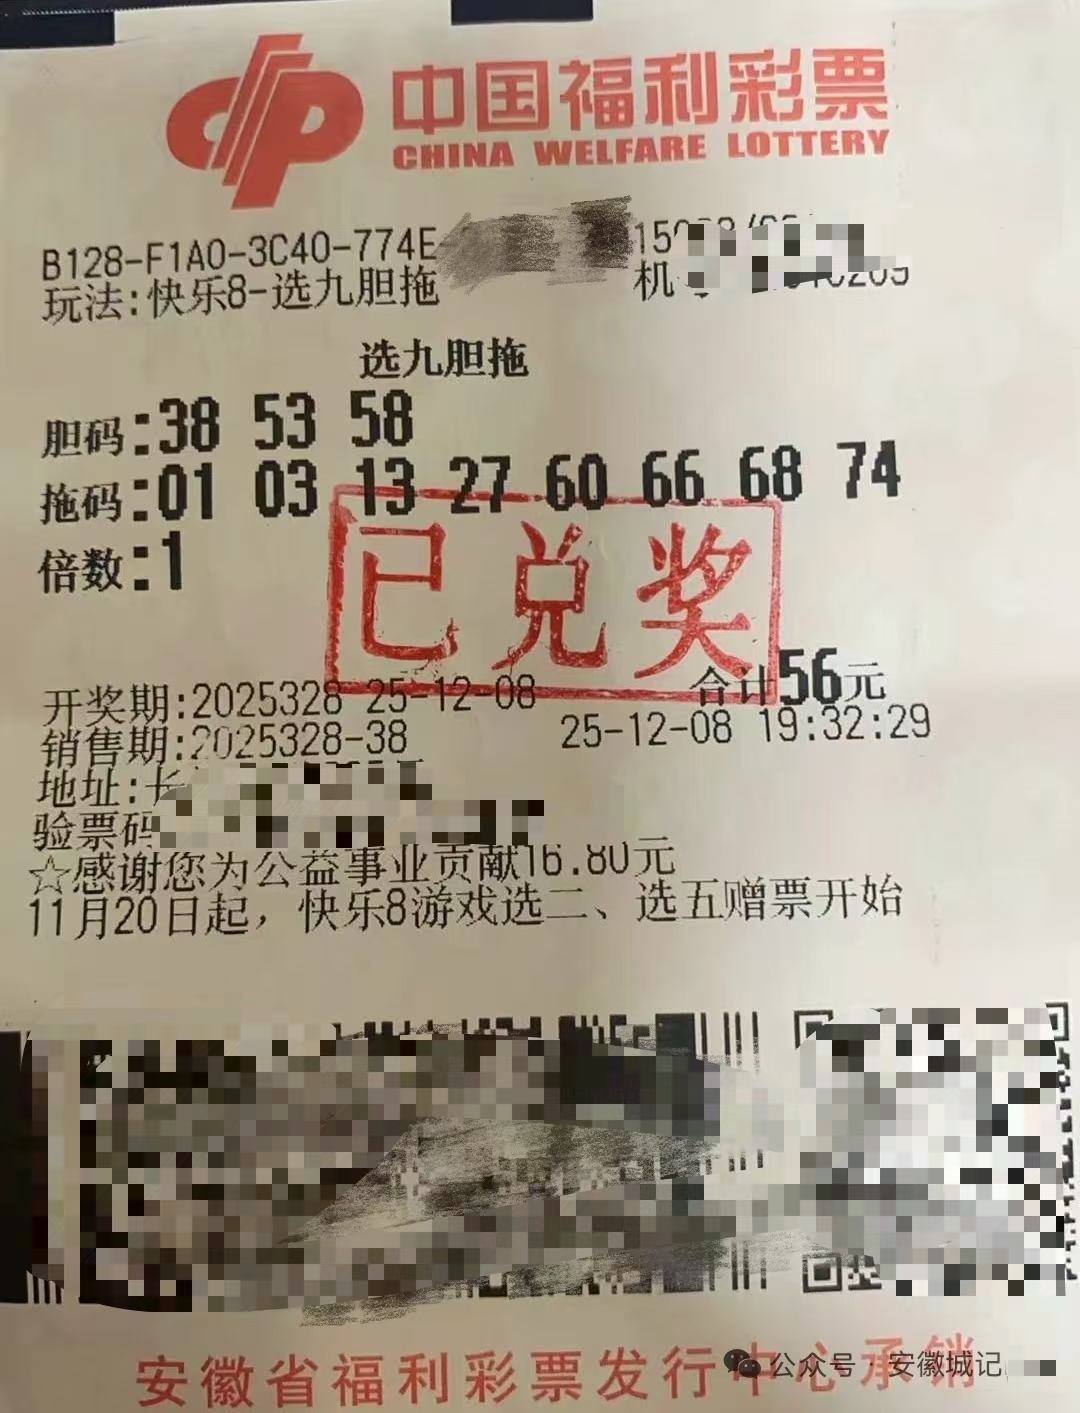 中国福利彩票
CHINA WELFARE LOTTERY
B128-F1A0-3C40-774E-
玩法:快乐8-选九胆拖
机
选九胆拖
胆码:38 53 58
拖码:01 03 13 27 60 66 68 74
倍数:1
已兑奖
合计56元
开奖期:2025328 25-12-08
销售期:2025328-38
25-12-08 19:32:29
地址:长
验票码
☆感谢您为公益事业贡献16.80元
11月20日起，快乐8游戏选二、选五赠票开始
安徽省福利彩票发行中心承销
公众号·安徽城记